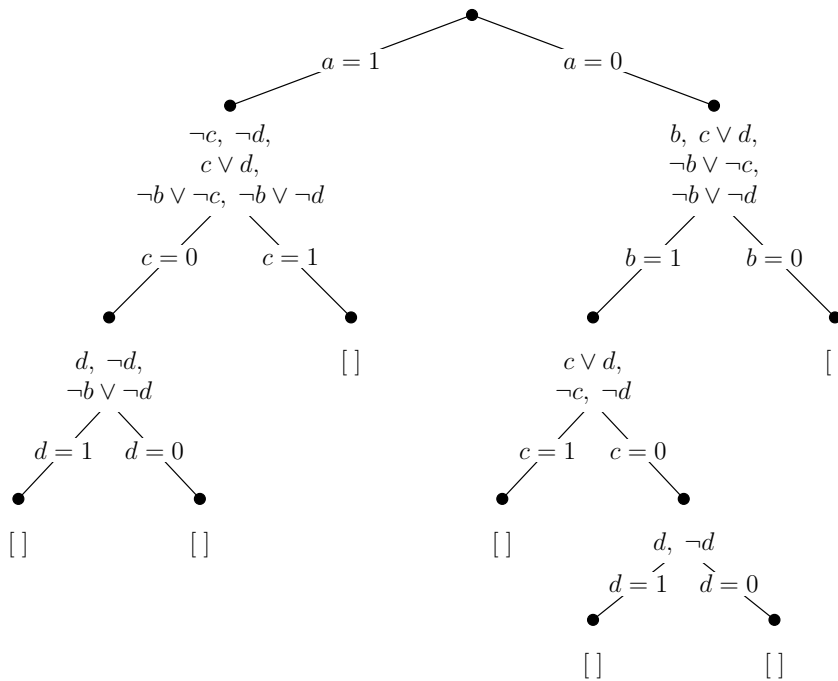 a = 1
a = 0
¬c, ¬d,
c ∨ d,
¬b ∨ ¬c, ¬b ∨ ¬d
b, c ∨ d,
¬b ∨ ¬c,
¬b ∨ ¬d
c = 0
c = 1
b = 1
b = 0
d, ¬d,
¬b ∨ ¬d
[ ]
c ∨ d,
¬c, ¬d
[
d = 1
d = 0
c = 1
c = 0
[ ]
[ ]
[ ]
d, ¬d
d = 1
d = 0
[ ]
[ ]